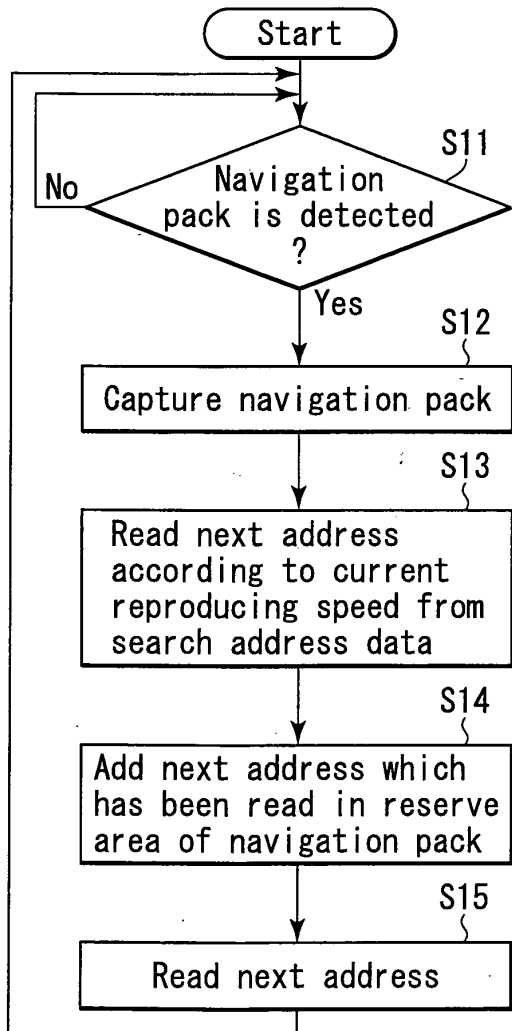 Start
S11
No
Navigation
pack is detected
?
Yes
S12
Capture navigation pack
S13
Read next address
according to current
reproducing speed from
search address data
S14
Add next address which
has been read in reserve
area of navigation pack
S15
Read next address